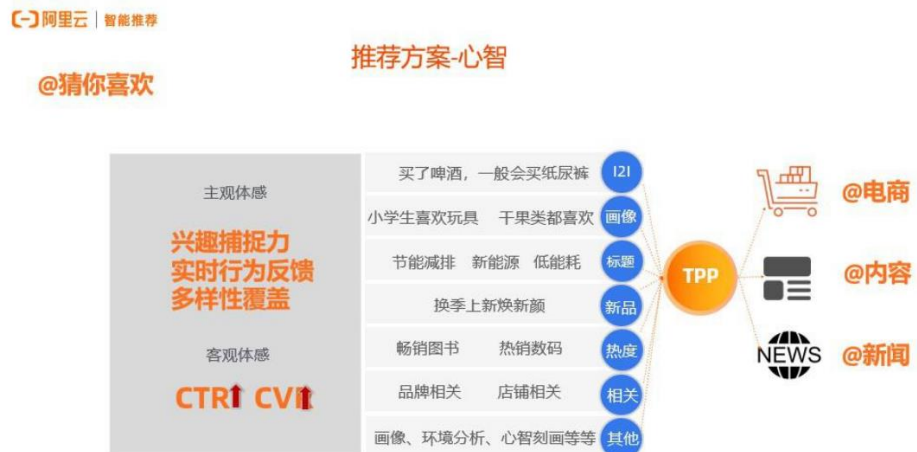 阿里云 | 智能推荐
推荐方案-心智
@猜你喜欢
主观体感
兴趣捕捉力
实时行为反馈
多样性覆盖
客观体感
CTR CVR
买了啤酒，一般会买纸尿裤 I2I
小学生喜欢玩具 干果类都喜欢 画像
节能减排 新能源 低能耗 标题
换季上新焕新颜 新品
畅销图书 热销数码 热度
品牌相关 店铺相关 相关
画像、环境分析、心智刻画等等 其他
TPP
@电商
@内容
NEWS @新闻